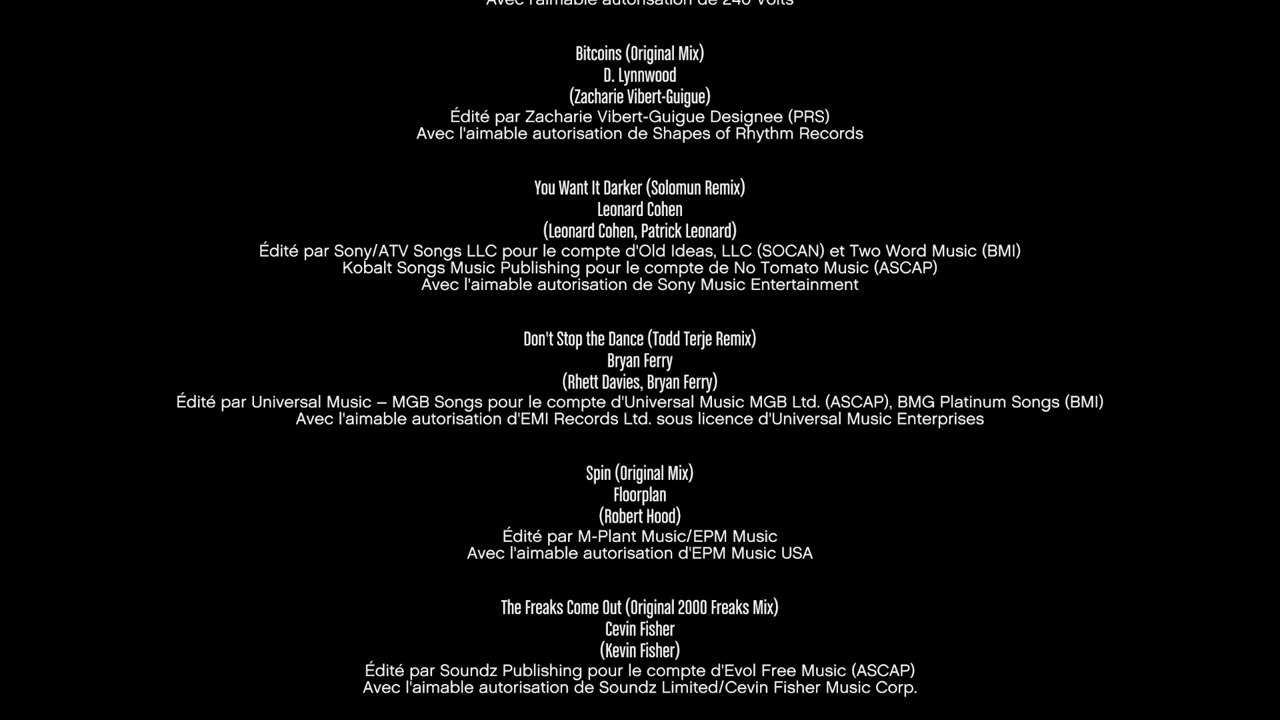 Avec l'aimable autorisation de 240 Volts
Bitcoins (Original Mix)
D. Lynnwood
(Zacharie Vibert-Guigue)
Édité par Zacharie Vibert-Guigue Designee (PRS)
Avec l'aimable autorisation de Shapes of Rhythm Records
You Want It Darker (Solomun Remix)
Leonard Cohen
(Leonard Cohen, Patrick Leonard)
Édité par Sony/ATV Songs LLC pour le compte d'Old Ideas, LLC (SOCAN) et Two Word Music (BMI)
Kobalt Songs Music Publishing pour le compte de No Tomato Music (ASCAP)
Avec l'aimable autorisation de Sony Music Entertainment
Don't Stop the Dance (Todd Terje Remix)
Bryan Ferry
(Rhett Davies, Bryan Ferry)
Édité par Universal Music – MGB Songs pour le compte d'Universal Music MGB Ltd. (ASCAP), BMG Platinum Songs (BMI)
Avec l'aimable autorisation d'EMI Records Ltd. sous licence d'Universal Music Enterprises
Spin (Original Mix)
Floorplan
(Robert Hood)
Édité par M-Plant Music/EPM Music
Avec l'aimable autorisation d'EPM Music USA
The Freaks Come Out (Original 2000 Freaks Mix)
Cevin Fisher
(Kevin Fisher)
Édité par Soundz Publishing pour le compte d'Evol Free Music (ASCAP)
Avec l'aimable autorisation de Soundz Limited/Cevin Fisher Music Corp.